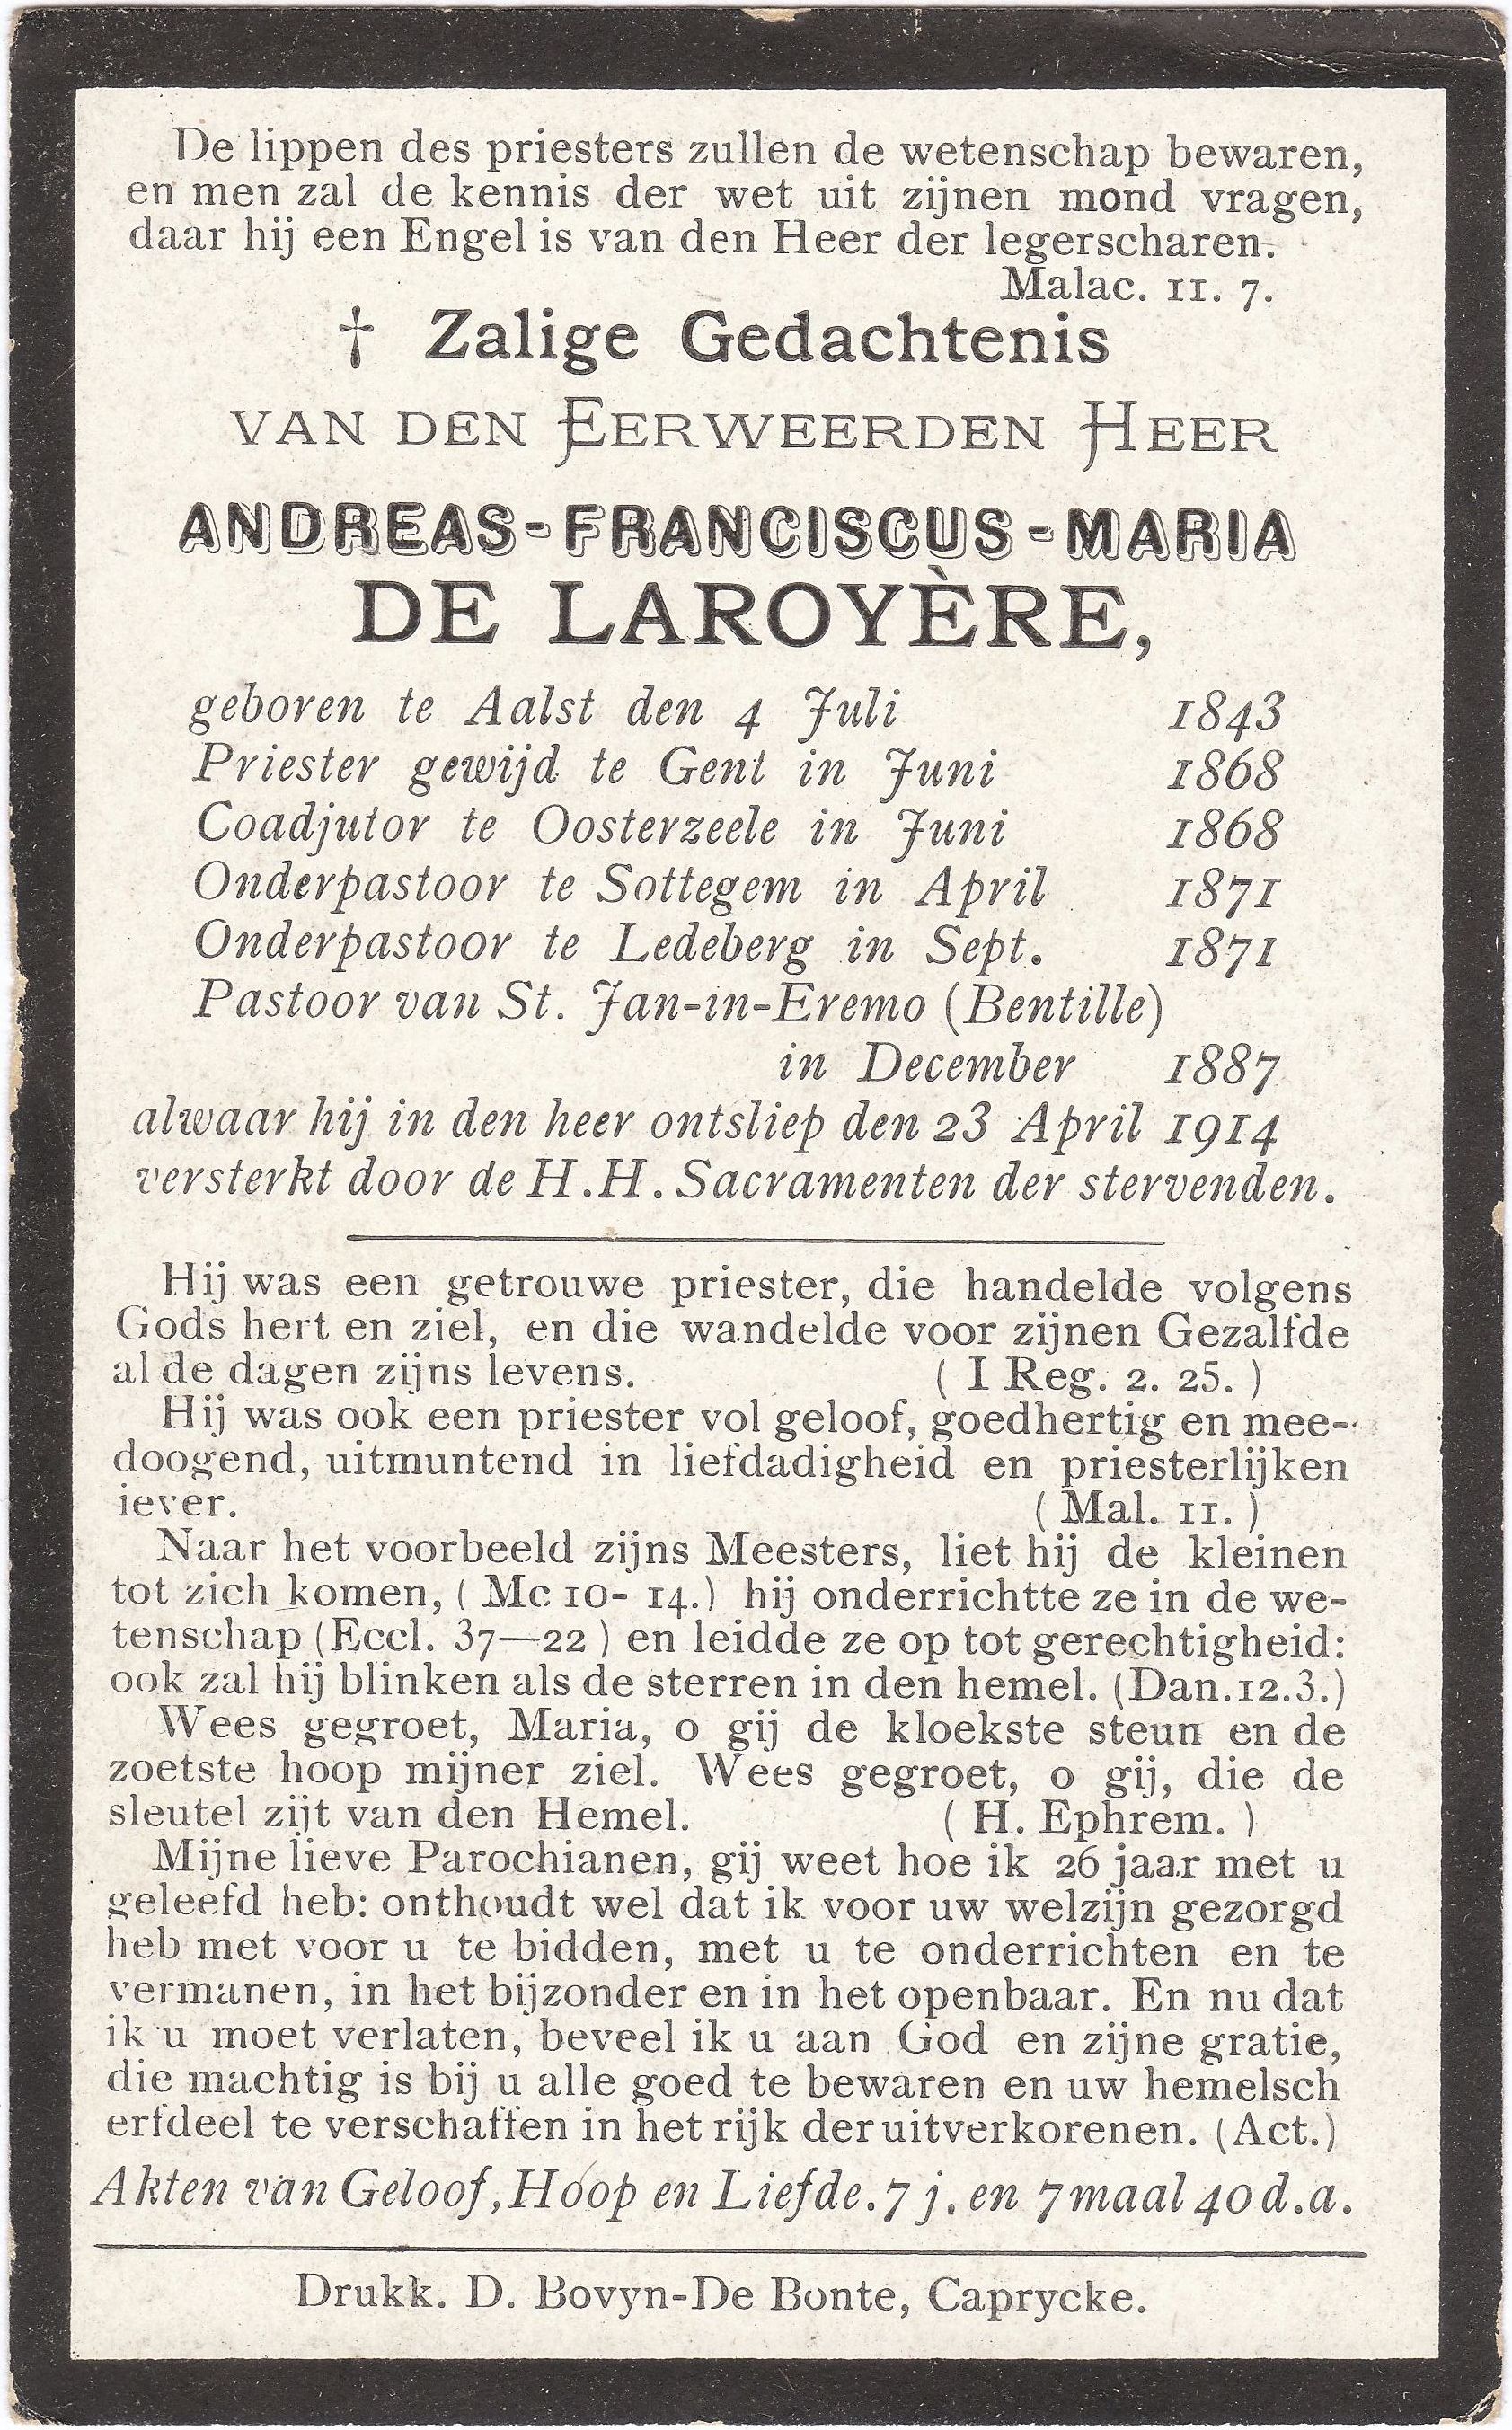 De lippen des priesters zullen de wetenschap bewaren,
en men zal de kennis der wet uit zijnen mond vragen,
daar hij een Engel is van den Heer der legerscharen.
Malac. II. 7.
† Zalige Gedachtenis
VAN DEN EERWEERDEN HEER
ANDREAS-FRANCISCUS-MARIA
DE LAROYÈRE,
geboren te Aalst den 4 Juli 1843
Priester gewijd te Gent in Juni 1868
Coadjutor te Oosterzeele in Juni 1868
Onderpastoor te Sottegem in April 1871
Onderpastoor te Ledeberg in Sept. 1871
Pastoor van St. Jan-in-Eremo (Bentille)
in December 1887
alwaar hij in den heer ontsliep den 23 April 1914
versterkt door de H.H. Sacramenten der stervenden.
Hij was een getrouwe priester, die handelde volgens
Gods hert en ziel, en die wandelde voor zijnen Gezalfde
al de dagen zijns levens. ( I Reg. 2. 25. )
Hij was ook een priester vol geloof, goedhertig en mee-
doogend, uitmuntend in liefdadigheid en priesterlijken
iever. ( Mal. II. )
Naar het voorbeeld zijns Meesters, liet hij de kleinen
tot zich komen, ( Mc 10- 14.) hij onderrichtte ze in de we-
tenschap (Eccl. 37—22 ) en leidde ze op tot gerechtigheid:
ook zal hij blinken als de sterren in den hemel. (Dan.12.3.)
Wees gegroet, Maria, o gij de kloekste steun en de
zoetste hoop mijner ziel. Wees gegroet, o gij, die de
sleutel zijt van den Hemel. ( H. Ephrem. )
Mijne lieve Parochianen, gij weet hoe ik 26 jaar met u
geleefd heb: onthoudt wel dat ik voor uw welzijn gezorgd
heb met voor u te bidden, met u te onderrichten en te
vermanen, in het bijzonder en in het openbaar. En nu dat
ik u moet verlaten, beveel ik u aan God en zijne gratie,
die machtig is bij u alle goed te bewaren en uw hemelsch
erfdeel te verschaffen in het rijk der uitverkorenen. (Act.)
Akten van Geloof, Hoop en Liefde. 7 j. en 7 maal 40 d.a.
Drukk. D. Bovyn-De Bonte, Caprycke.